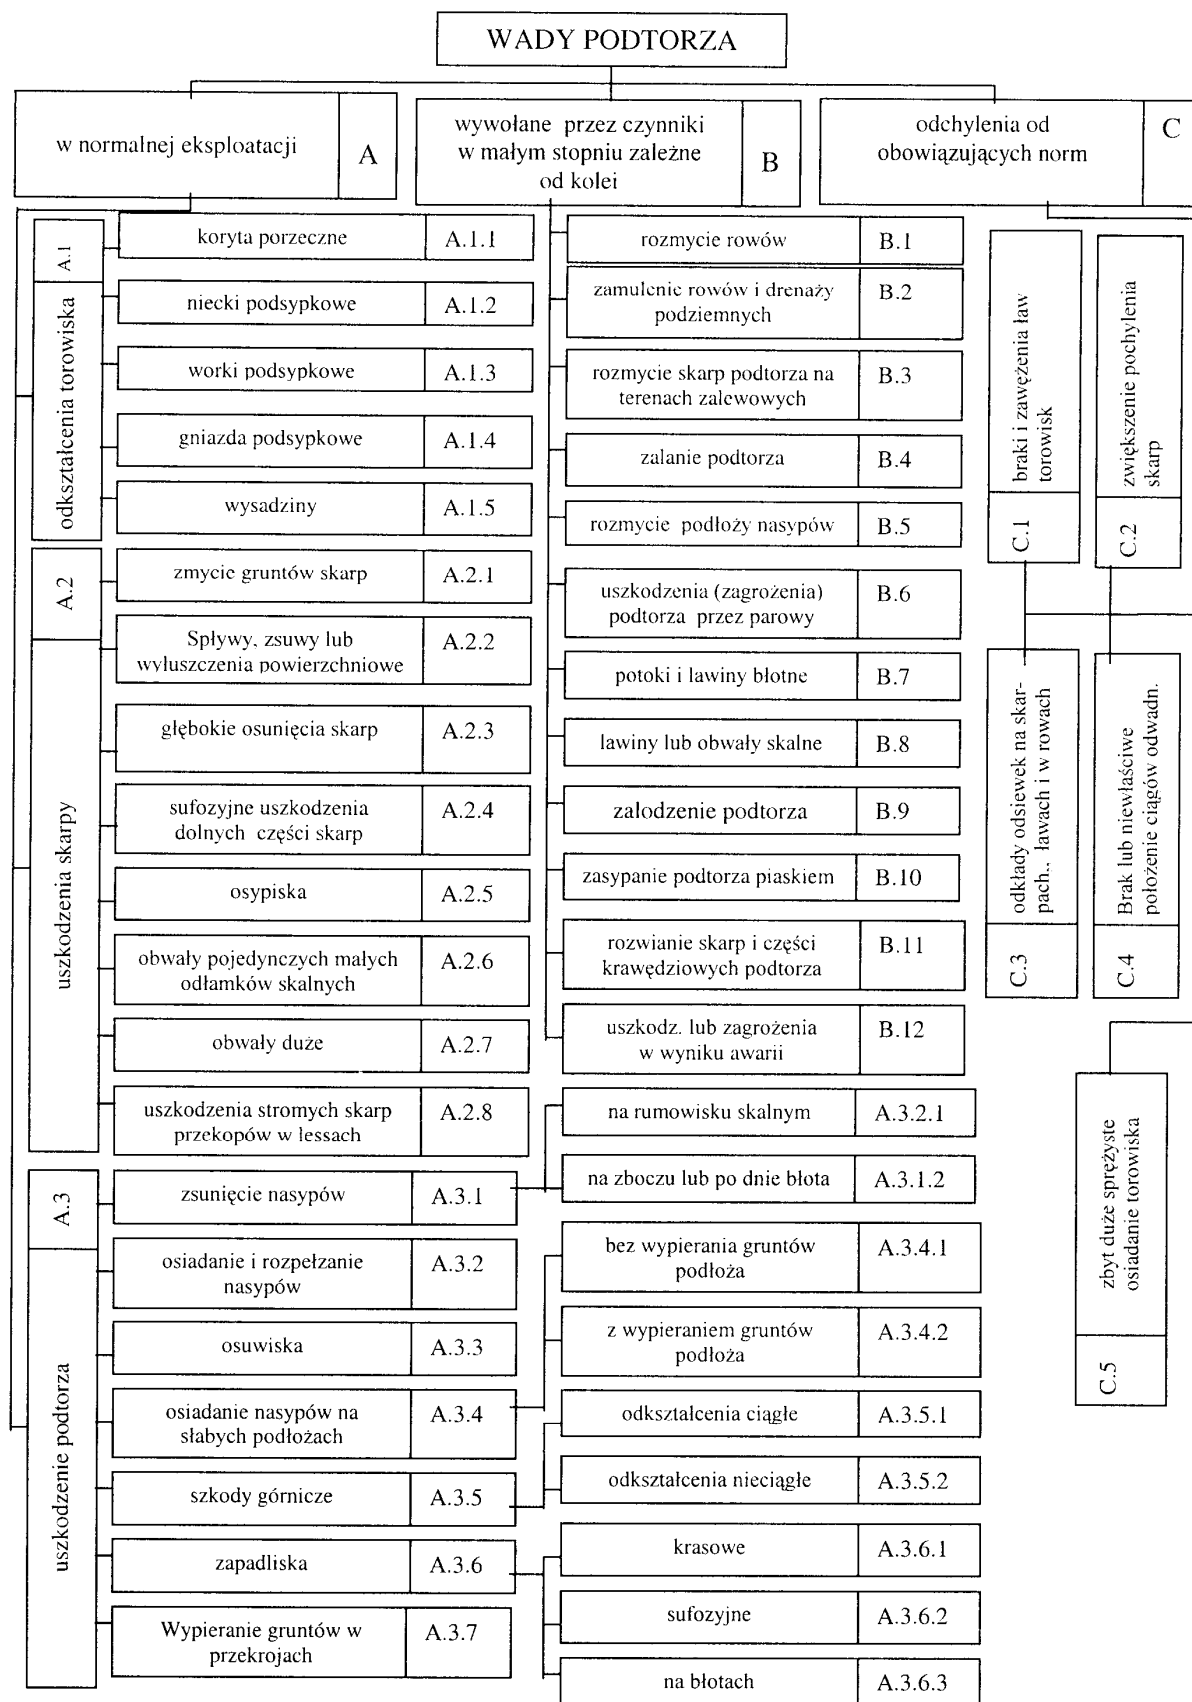 WADY PODTORZA
w normalnej eksploatacji
A
wywołane przez czynniki
w małym stopniu zależne
od kolei
B
odchylenia od
obowiązujących norm
C
A.1
odkształcenia torowiska
koryta porzeczne
A.1.1
niecki podsypkowe
A.1.2
worki podsypkowe
A.1.3
gniazda podsypkowe
A.1.4
wysadziny
A.1.5
A.2
uszkodzenia skarpy
zmycie gruntów skarp
A.2.1
Spływy, zsuwy lub
wyłuszczenia powierzchniowe
A.2.2
głębokie osunięcia skarp
A.2.3
sufozyjne uszkodzenia
dolnych części skarp
A.2.4
osypiska
A.2.5
obwały pojedynczych małych
odłamków skalnych
A.2.6
obwały duże
A.2.7
uszkodzenia stromych skarp
przekopów w lessach
A.2.8
A.3
uszkodzenie podtorza
zsunięcie nasypów
A.3.1
osiadanie i rozpełzanie
nasypów
A.3.2
osuwiska
A.3.3
osiadanie nasypów na
słabych podłożach
A.3.4
szkody górnicze
A.3.5
zapadliska
A.3.6
Wypieranie gruntów w
przekrojach
A.3.7
rozmycie rowów
B.1
zamulenie rowów i drenaży
podziemnych
B.2
rozmycie skarp podtorza na
terenach zalewowych
B.3
zalanie podtorza
B.4
rozmycie podłoży nasypów
B.5
uszkodzenia (zagrożenia)
podtorza przez parowy
B.6
potoki i lawiny błotne
B.7
lawiny lub obwały skalne
B.8
załodzenie podtorza
B.9
zasypanie podtorza piaskiem
B.10
rozwianie skarp i części
krawędziowych podtorza
B.11
uszkodz. lub zagrożenia
w wyniku awarii
B.12
na rumowisku skalnym
A.3.2.1
na zboczu lub po dnie błota
A.3.1.2
bez wypierania gruntów
podłoża
A.3.4.1
z wypieraniem gruntów
podłoża
A.3.4.2
odkształcenia ciągłe
A.3.5.1
odkształcenia nieciągłe
A.3.5.2
krasowe
A.3.6.1
sufozyjne
A.3.6.2
na błotach
A.3.6.3
C.1
braki i zawężenia ław
torowisk
C.2
zwiększenie pochylenia
skarp
C.3
odkłady odsiewek na skar-
pach., ławach i w rowach
C.4
Brak lub niewłaściwe
położenie ciągów odwadn.
C.5
zbyt duże sprężyste
osiadanie torowiska